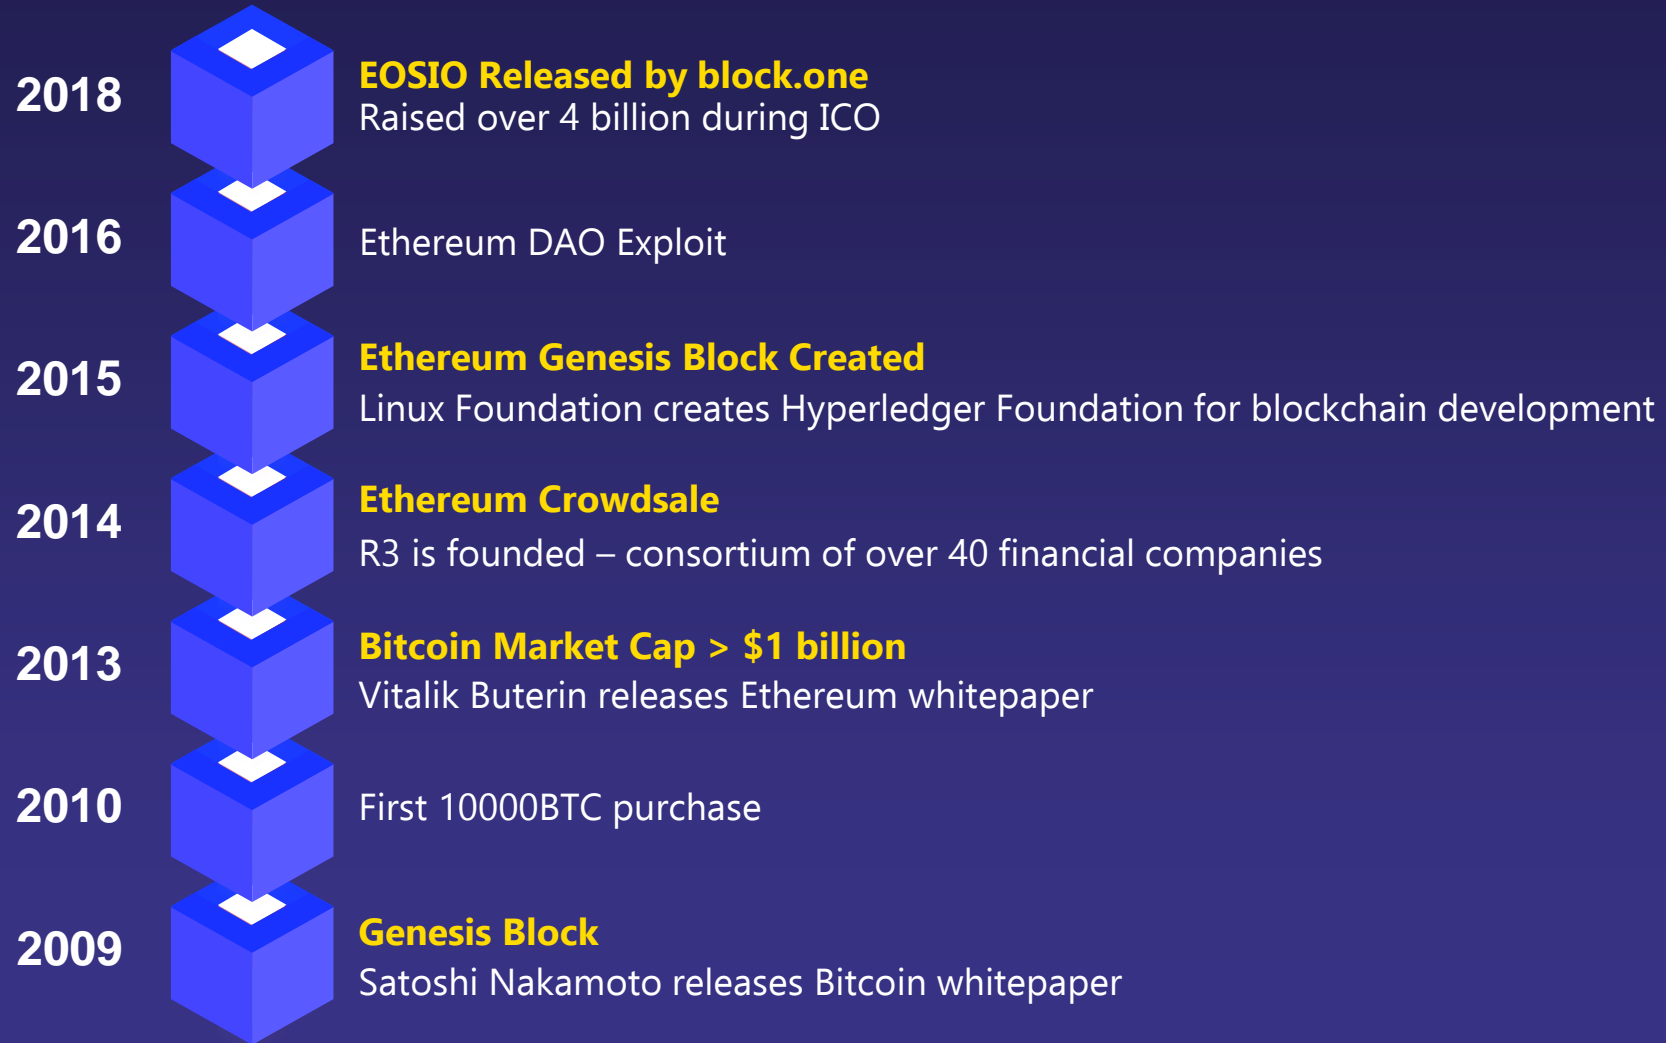 2018
EOSIO Released by block.one
Raised over 4 billion during ICO
2016
Ethereum DAO Exploit
2015
Ethereum Genesis Block Created
Linux Foundation creates Hyperledger Foundation for blockchain development
2014
Ethereum Crowdsale
R3 is founded – consortium of over 40 financial companies
2013
Bitcoin Market Cap > $1 billion
Vitalik Buterin releases Ethereum whitepaper
2010
First 10000BTC purchase
2009
Genesis Block
Satoshi Nakamoto releases Bitcoin whitepaper